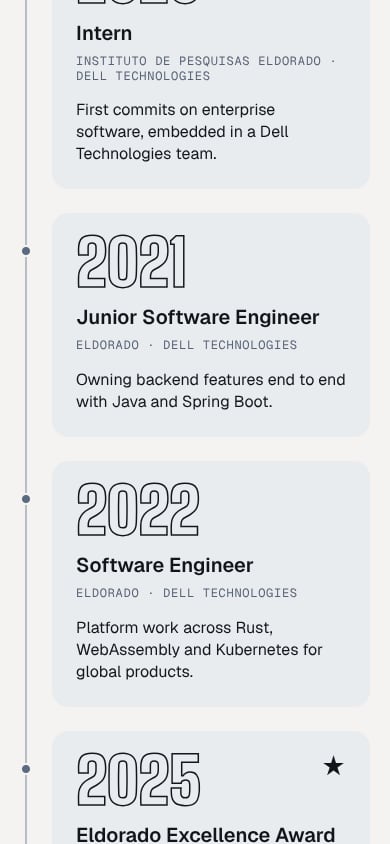 Intern
INSTITUTO DE PESQUISAS ELDORADO ·
DELL TECHNOLOGIES
First commits on enterprise
software, embedded in a Dell
Technologies team.
2021
Junior Software Engineer
ELDORADO · DELL TECHNOLOGIES
Owning backend features end to end
with Java and Spring Boot.
2022
Software Engineer
ELDORADO · DELL TECHNOLOGIES
Platform work across Rust,
WebAssembly and Kubernetes for
global products.
2025
Eldorado Excellence Award